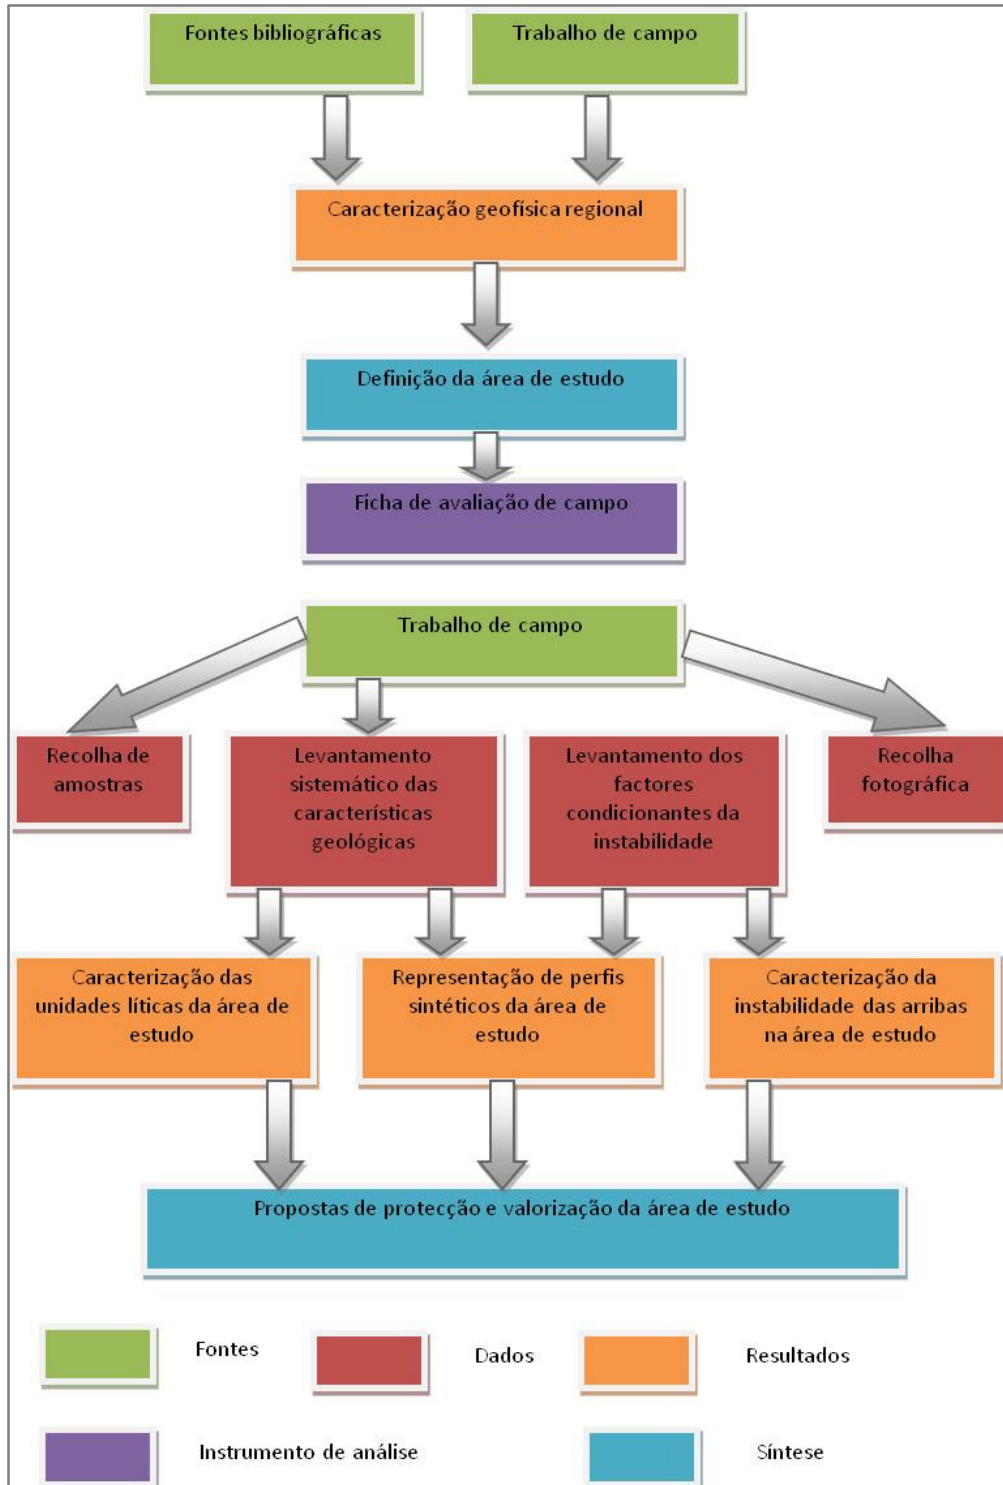 Fontes bibliográficas
Trabalho de campo
Caracterização geofísica regional
Definição da área de estudo
Ficha de avaliação de campo
Trabalho de campo
Recolha de
amostras
Levantamento
sistemático das
características
geológicas
Levantamento dos
factores
condicionantes da
instabilidade
Recolha
fotográfica
Caracterização das
unidades líticas da área de
estudo
Representação de perfis
sintéticos da área de
estudo
Caracterização da
instabilidade das arribas
na área de estudo
Propostas de protecção e valorização da área de estudo
Fontes
Dados
Resultados
Instrumento de análise
Síntese